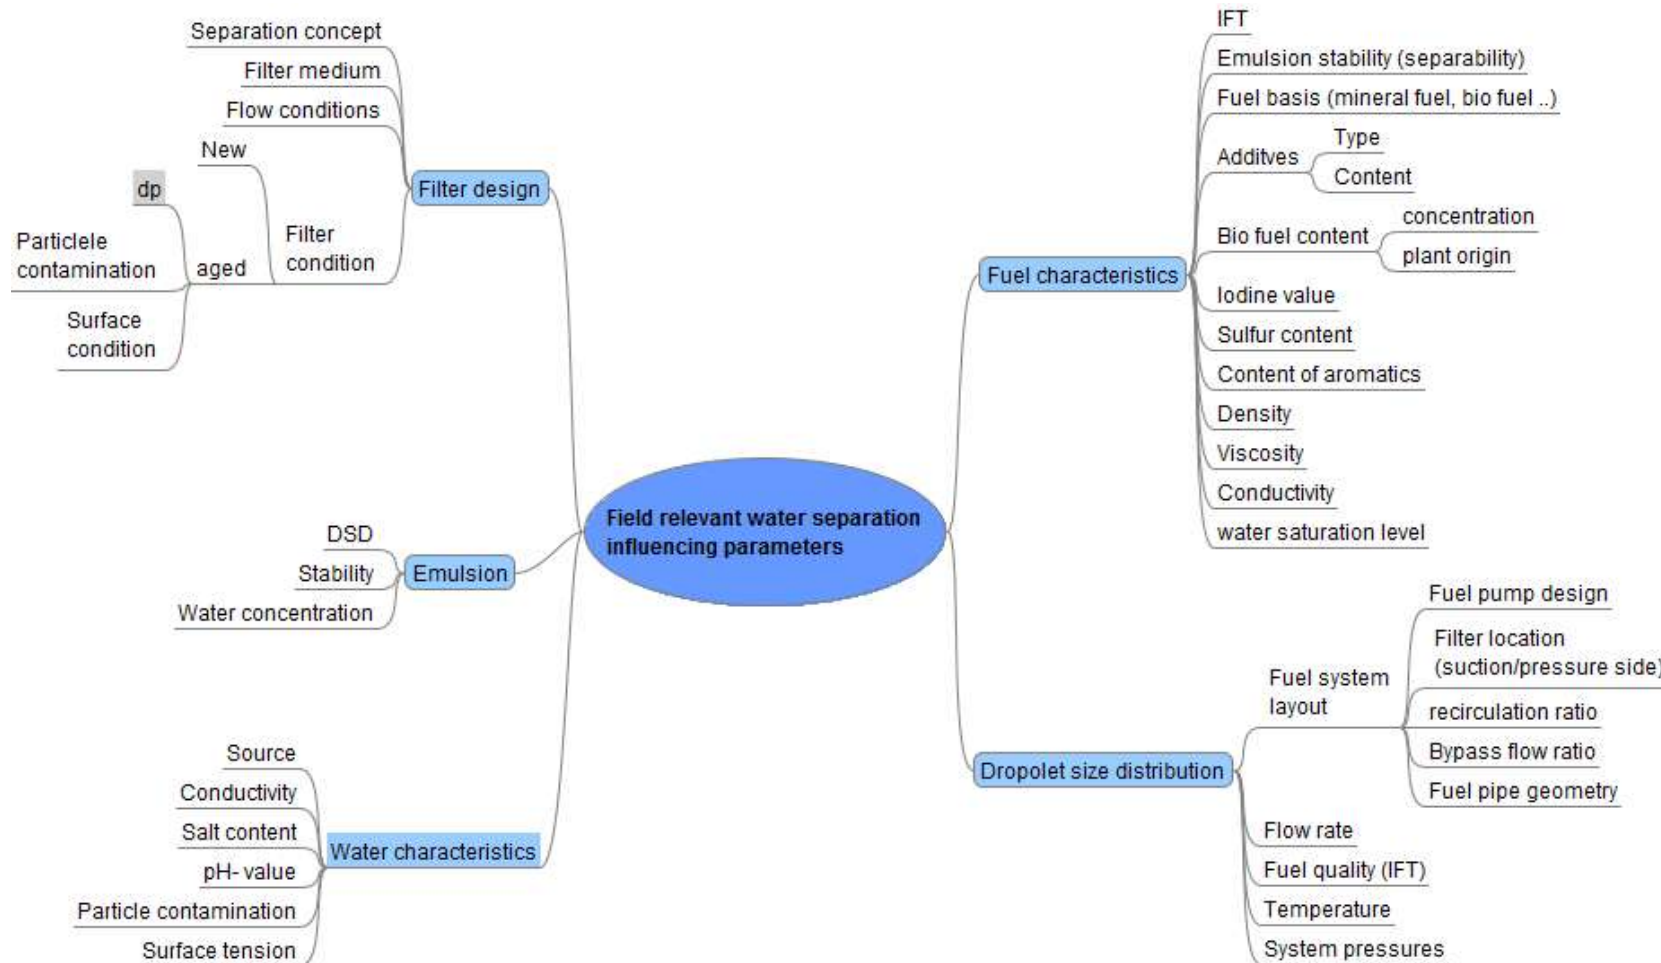 Separation concept
Filter medium
Flow conditions
New
dp
Particlele
contamination
aged
Surface
condition
Filter
condition
Filter design
DSD
Stability
Water concentration
Emulsion
Source
Conductivity
Salt content
pH- value
Particle contamination
Surface tension
Water characteristics
Field relevant water separation
influencing parameters
IFT
Emulsion stability (separability)
Fuel basis (mineral fuel, bio fuel ..)
Additves
Type
Content
Bio fuel content
concentration
plant origin
Fuel characteristics
Iodine value
Sulfur content
Content of aromatics
Density
Viscosity
Conductivity
water saturation level
Fuel pump design
Filter location
(suction/pressure side)
Fuel system
layout
recirculation ratio
Bypass flow ratio
Fuel pipe geometry
Dropolet size distribution
Flow rate
Fuel quality (IFT)
Temperature
System pressures